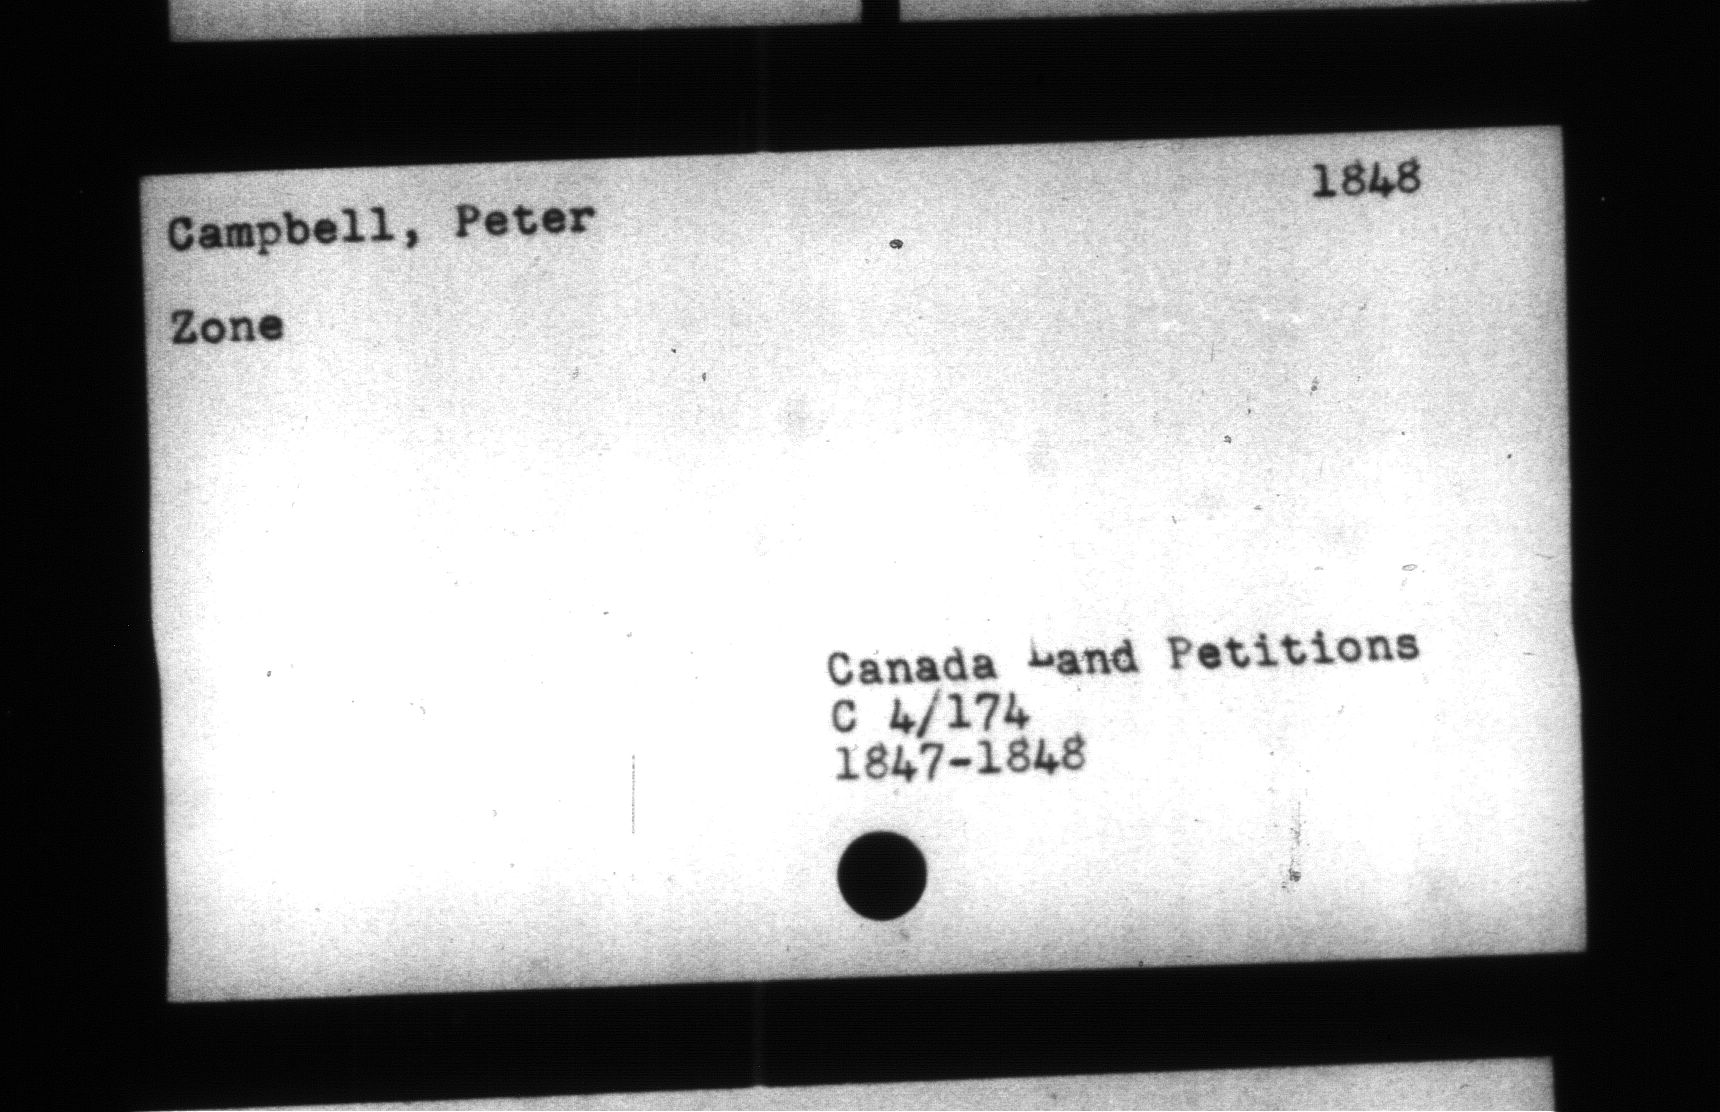 Campbell, Peter 1848
Zone
Canada Land Petitions
C 4/174
1847-1848